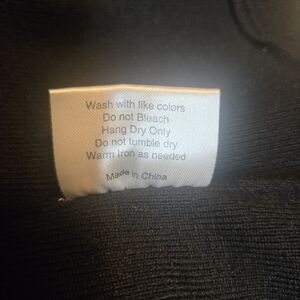 Wash with like colors
Do not Bleach
Hang Dry Only
Do not tumble dry
Warm Iron as needed
Made in China